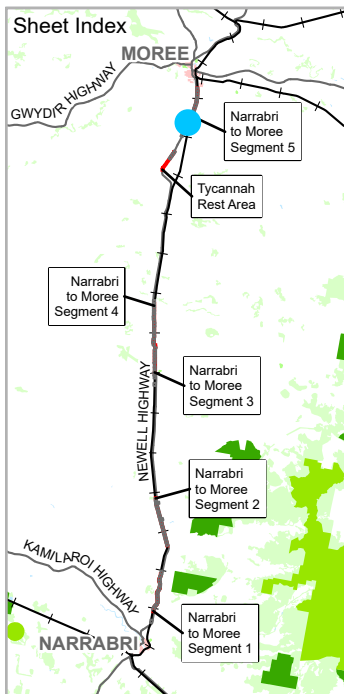 Sheet Index
MOREE
GWYDIR HIGHWAY
Narrabri
to Moree
Segment 5
Tycannah
Rest Area
Narrabri
to Moree
Segment 4
Narrabri
to Moree
Segment 3
NEWELL HIGHWAY
Narrabri
to Moree
Segment 2
KAMILAROI HIGHWAY
Narrabri
to Moree
Segment 1
NARRABRI